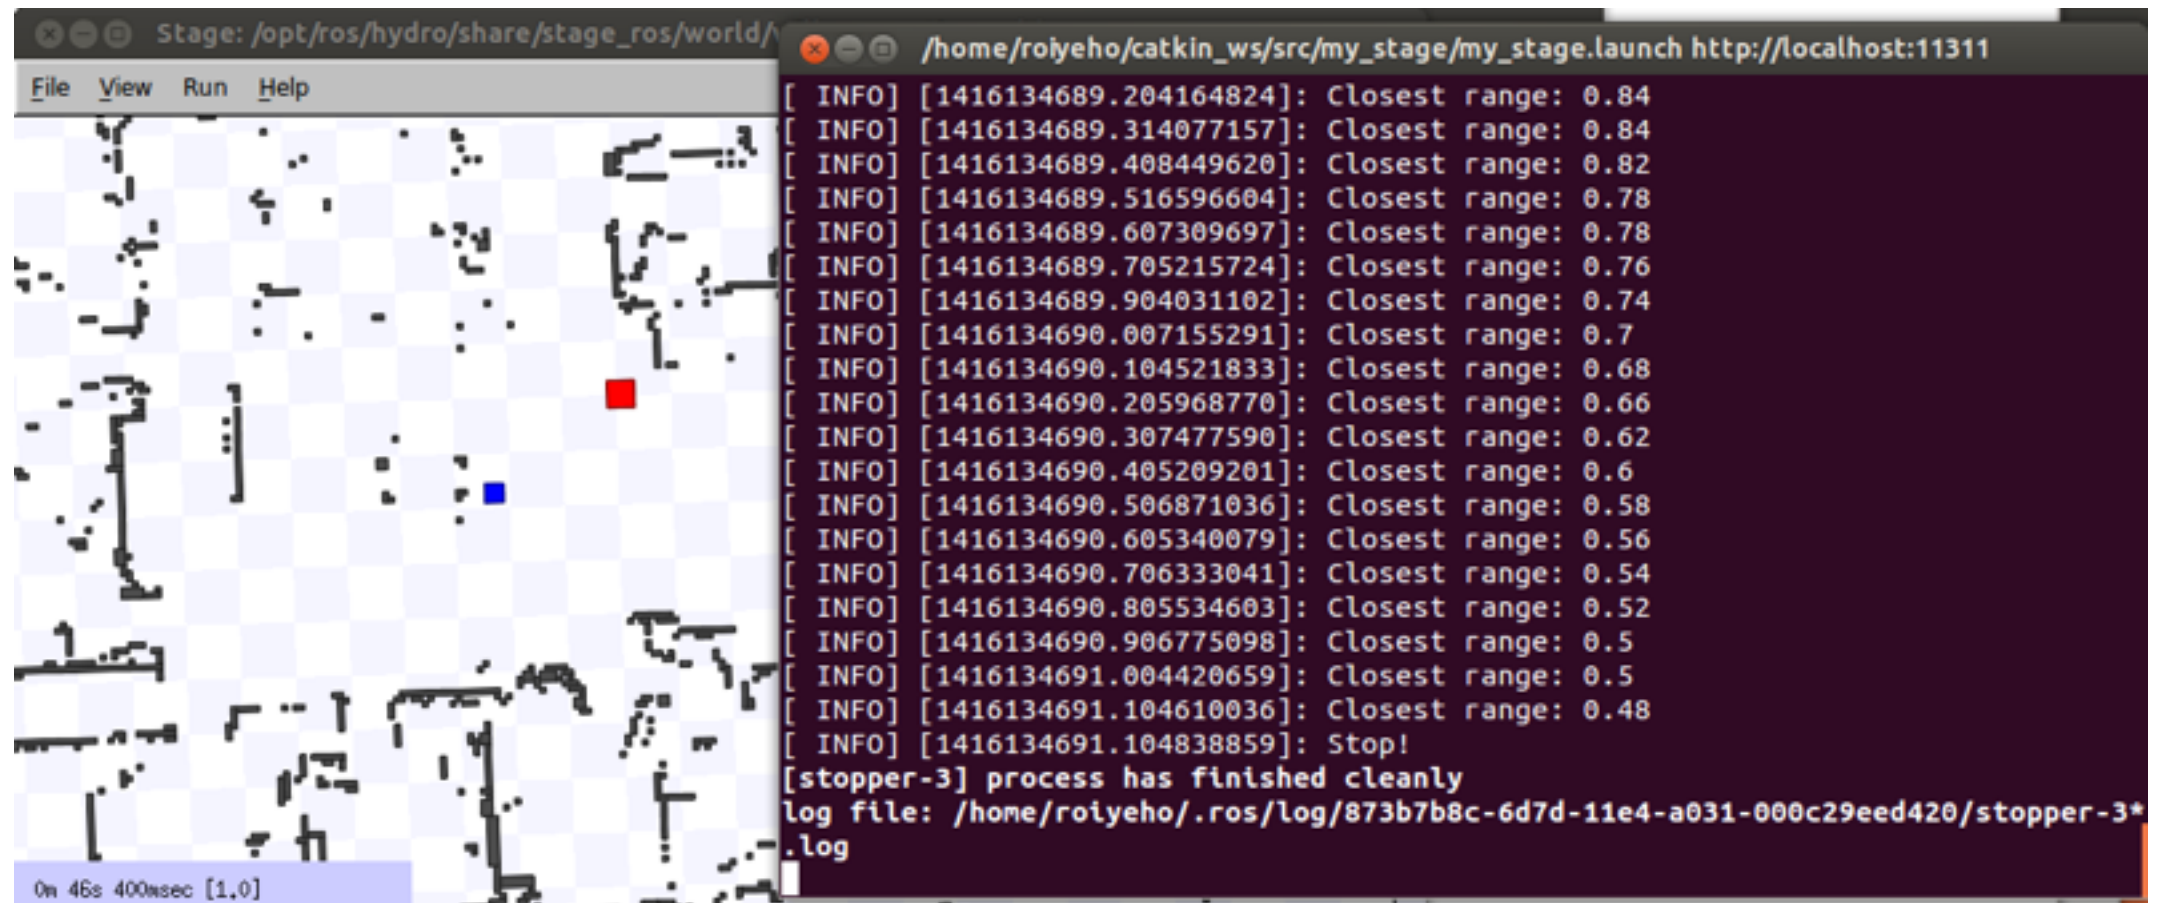 Stage: /opt/ros/hydro/share/stage_ros/world/
File View Run Help
0m 46s 400msec [1.0]
/home/roiyeho/catkin_ws/src/my_stage/my_stage.launch http://localhost:11311
[ INFO] [1416134689.204164824]: Closest range: 0.84
[ INFO] [1416134689.314077157]: Closest range: 0.84
[ INFO] [1416134689.408449620]: Closest range: 0.82
[ INFO] [1416134689.516596604]: Closest range: 0.78
[ INFO] [1416134689.607309697]: Closest range: 0.78
[ INFO] [1416134689.705215724]: Closest range: 0.76
[ INFO] [1416134689.904031102]: Closest range: 0.74
[ INFO] [1416134690.007155291]: Closest range: 0.7
[ INFO] [1416134690.104521833]: Closest range: 0.68
[ INFO] [1416134690.205968770]: Closest range: 0.66
[ INFO] [1416134690.307477590]: Closest range: 0.62
[ INFO] [1416134690.405209201]: Closest range: 0.6
[ INFO] [1416134690.506871036]: Closest range: 0.58
[ INFO] [1416134690.605340079]: Closest range: 0.56
[ INFO] [1416134690.706333041]: Closest range: 0.54
[ INFO] [1416134690.805534603]: Closest range: 0.52
[ INFO] [1416134690.906775098]: Closest range: 0.5
[ INFO] [1416134691.004420659]: Closest range: 0.5
[ INFO] [1416134691.104610036]: Closest range: 0.48
[ INFO] [1416134691.104838859]: Stop!
[stopper-3] process has finished cleanly
log file: /home/roiyeho/.ros/log/873b7b8c-6d7d-11e4-a031-000c29eed420/stopper-3*
.log